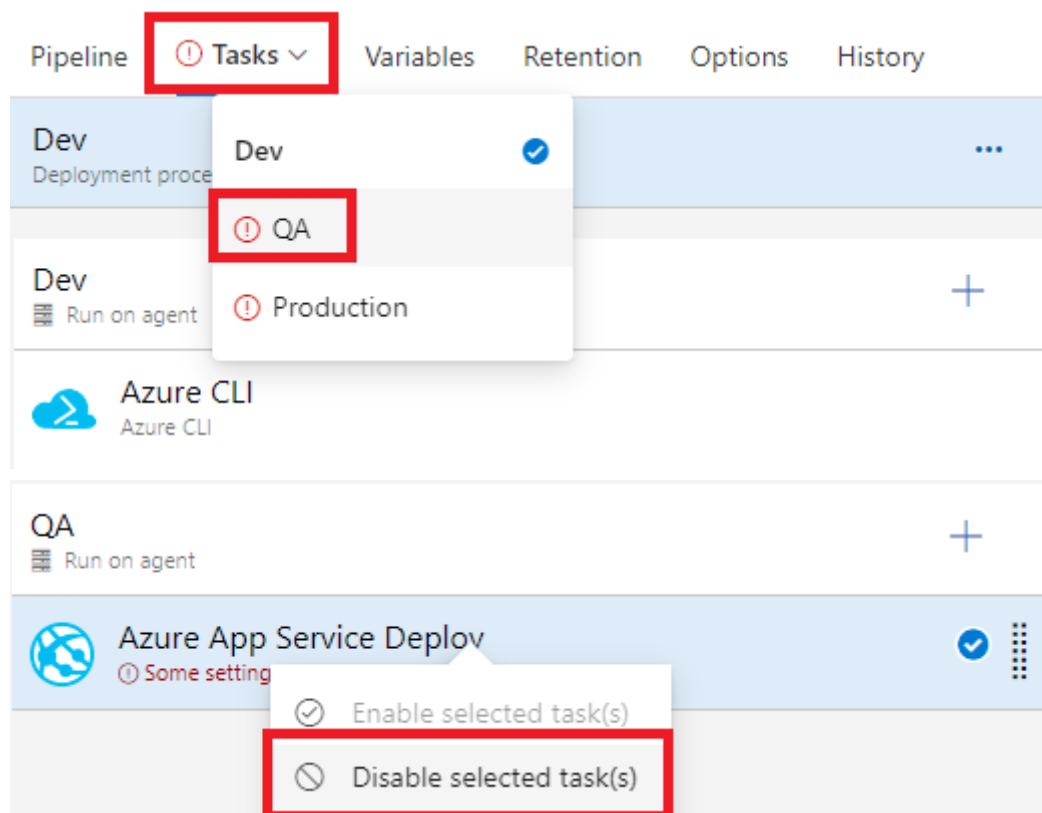 Pipeline Tasks Variables Retention Options History
Dev
Deployment proce
Dev
QA
Production
Dev
Run on agent
Azure CLI
Azure CLI
QA
Run on agent
Azure App Service Deploy
Some setting
Enable selected task(s)
Disable selected task(s)